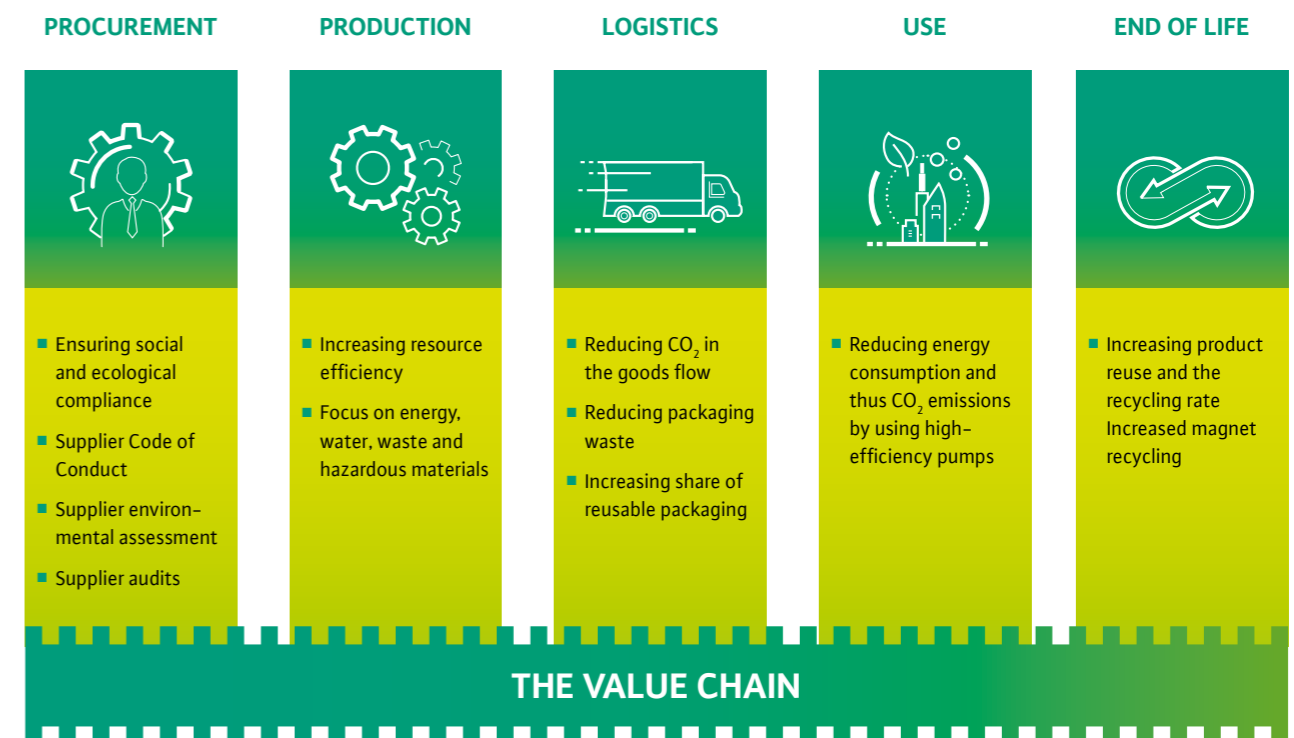 PROCUREMENT
PRODUCTION
LOGISTICS
USE
END OF LIFE
■ Ensuring social
and ecological
compliance
■ Supplier Code of
Conduct
■ Supplier environ–
mental assessment
■ Supplier audits
■ Increasing resource
efficiency
■ Focus on energy,
water, waste and
hazardous materials
■ Reducing CO₂ in
the goods flow
■ Reducing packaging
waste
■ Increasing share of
reusable packaging
■ Reducing energy
consumption and
thus CO₂ emissions
by using high–
efficiency pumps
■ Increasing product
reuse and the
recycling rate
Increased magnet
recycling
THE VALUE CHAIN